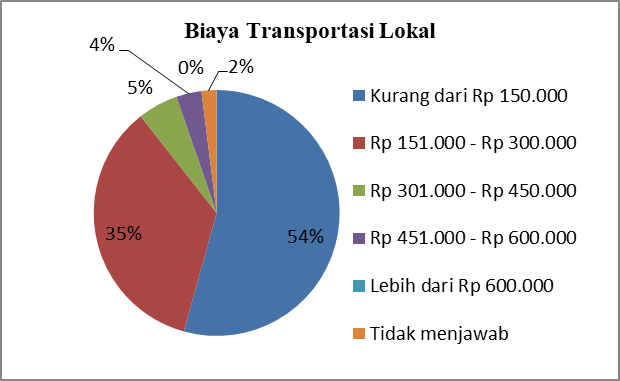 Biaya Transportasi Lokal
4%
0%
2%
5%
35%
54%
Kurang dari Rp 150.000
Rp 151.000 - Rp 300.000
Rp 301.000 - Rp 450.000
Rp 451.000 - Rp 600.000
Lebih dari Rp 600.000
Tidak menjawab